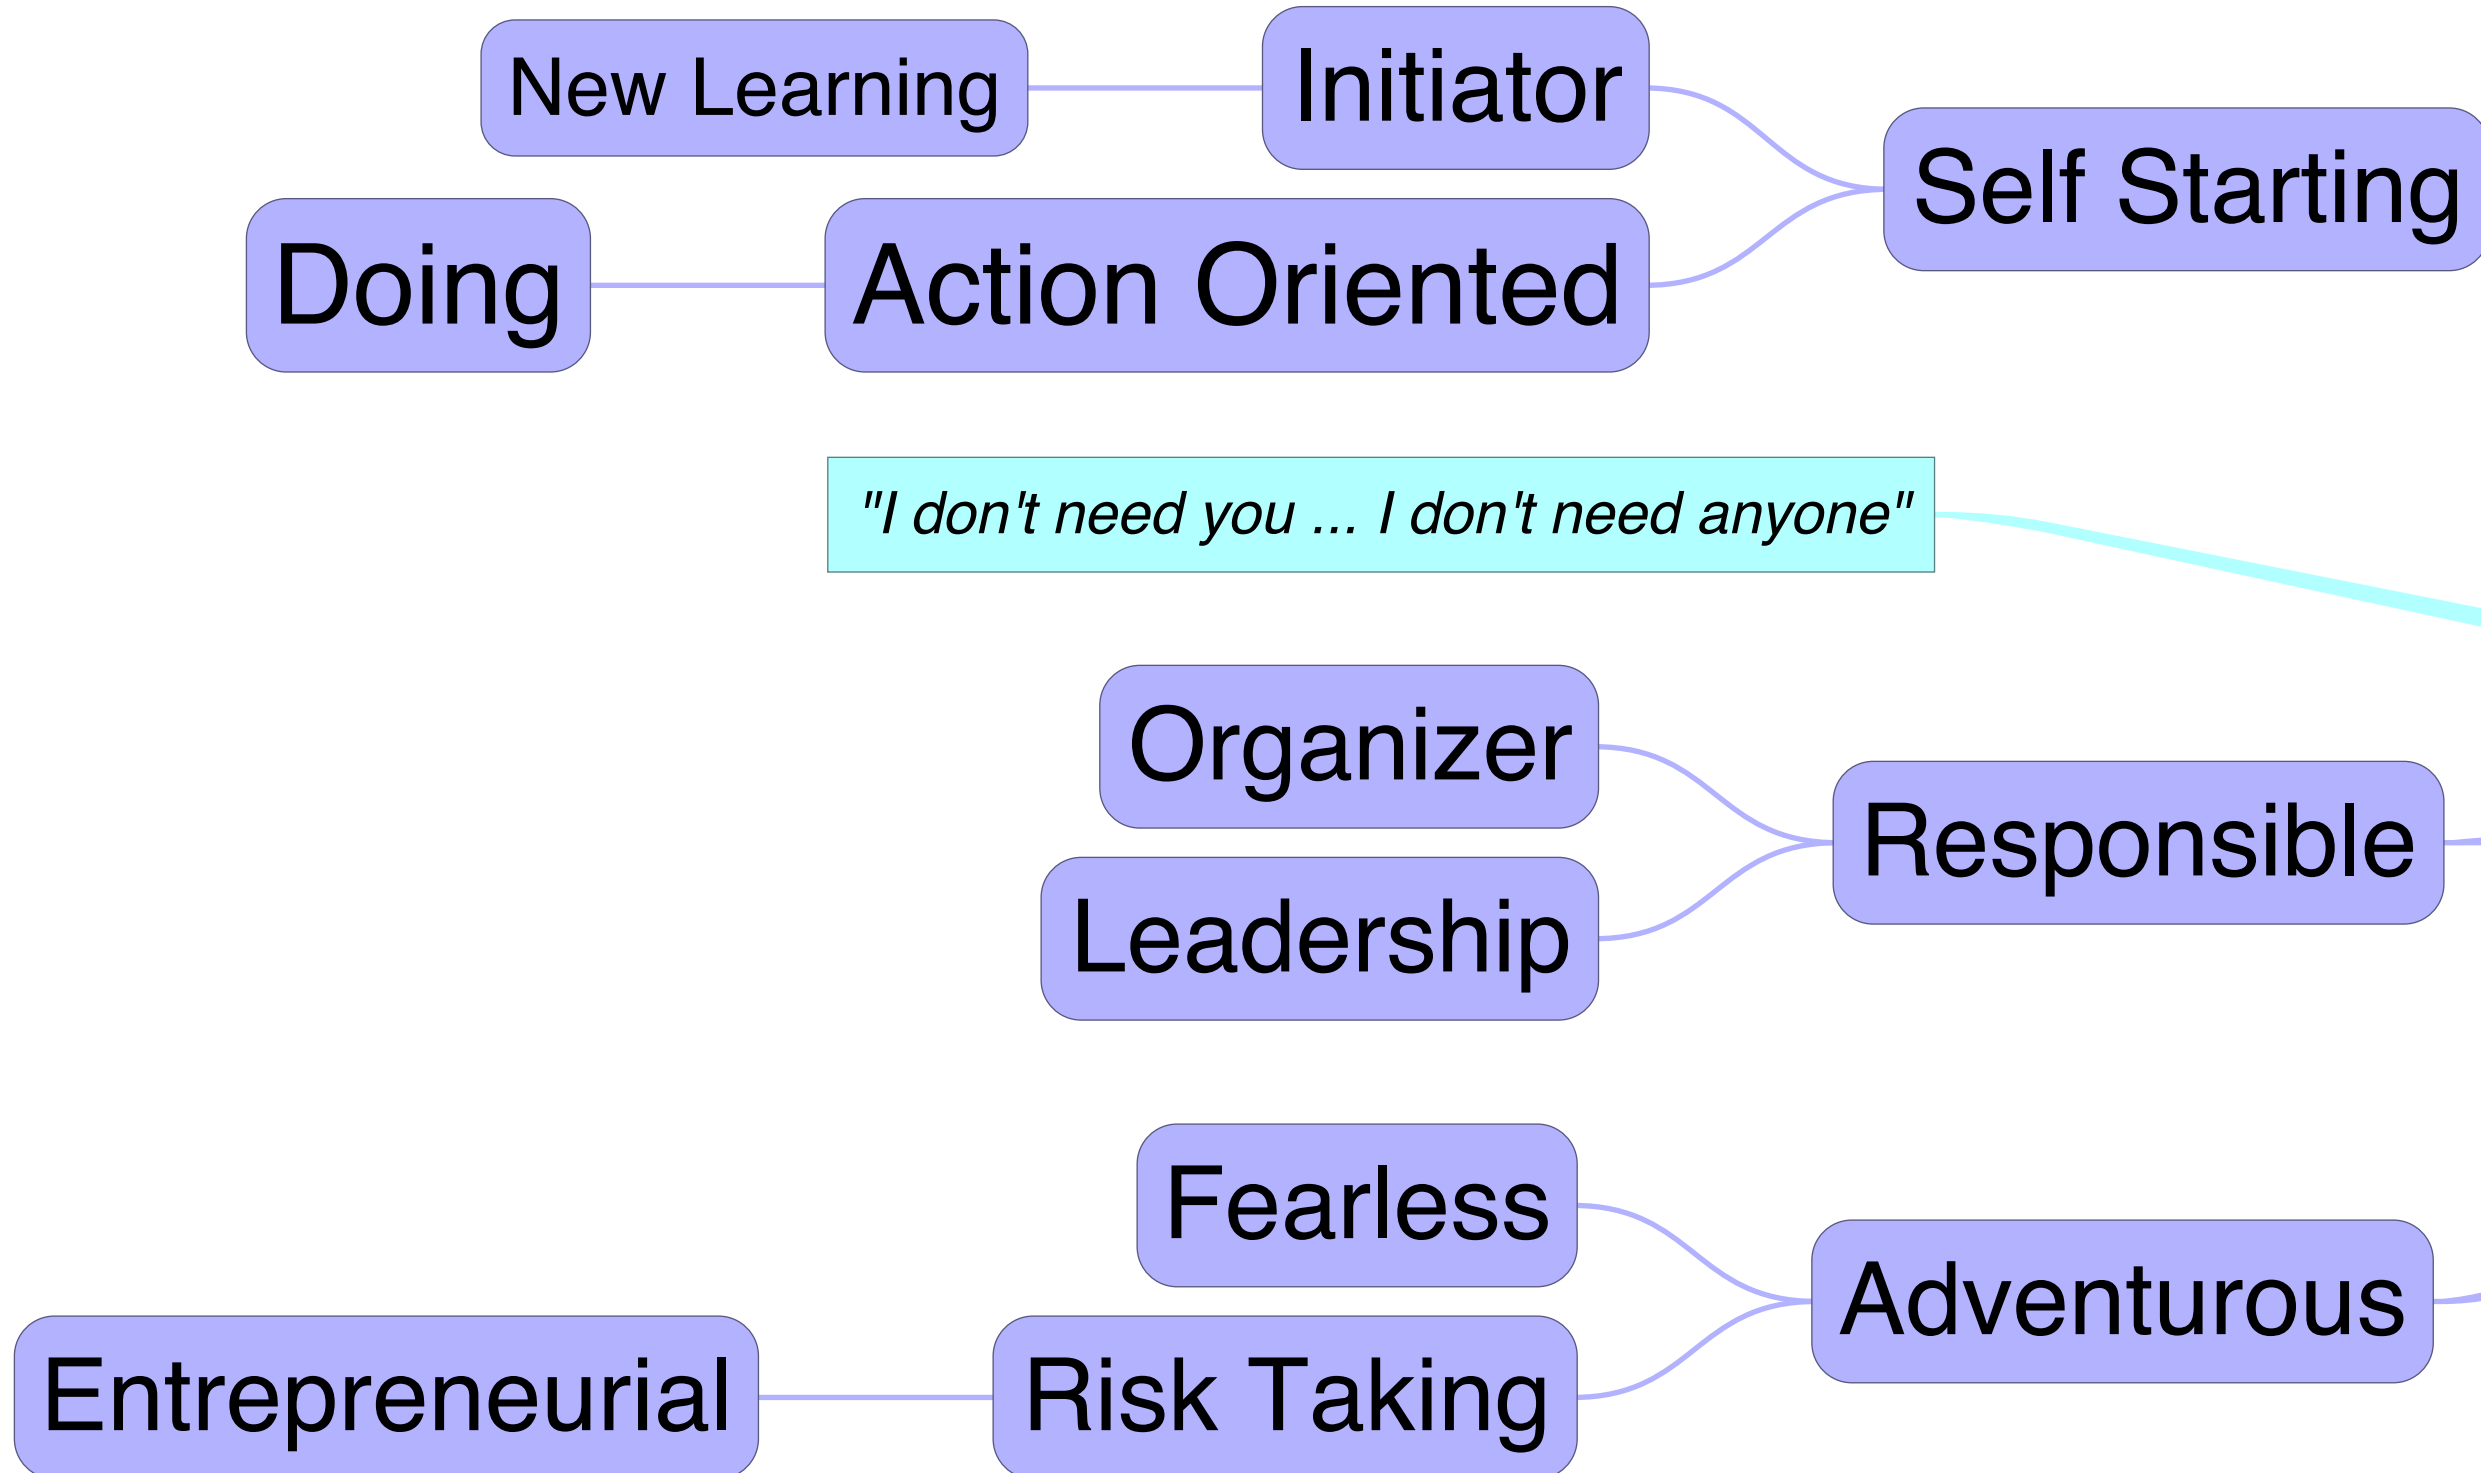 New Learning
Initiator
Self Starting
Doing
Action Oriented
"I don't need you ... I don't need anyone"
Organizer
Responsible
Leadership
Fearless
Adventurous
Entrepreneurial
Risk Taking